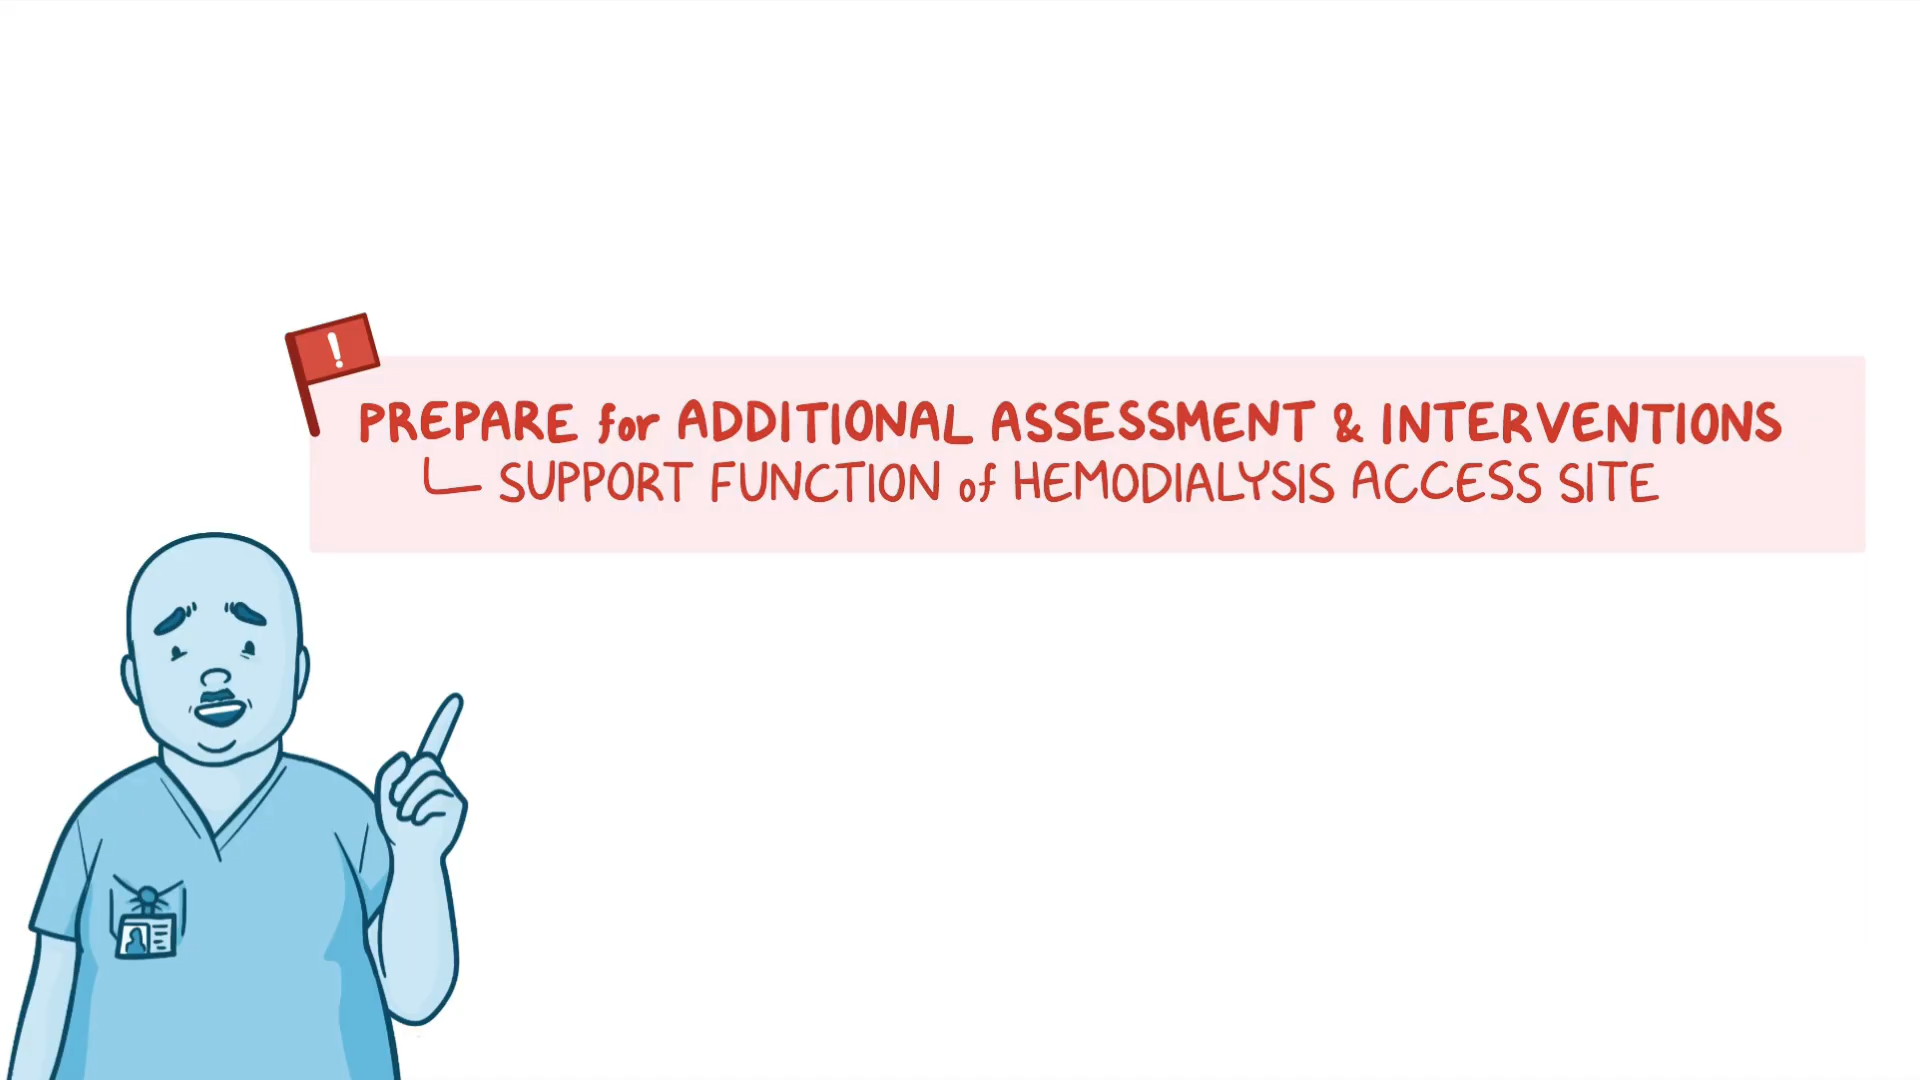 !
PREPARE for ADDITIONAL ASSESSMENT & INTERVENTIONS
SUPPORT FUNCTION of HEMODIALYSIS ACCESS SITE